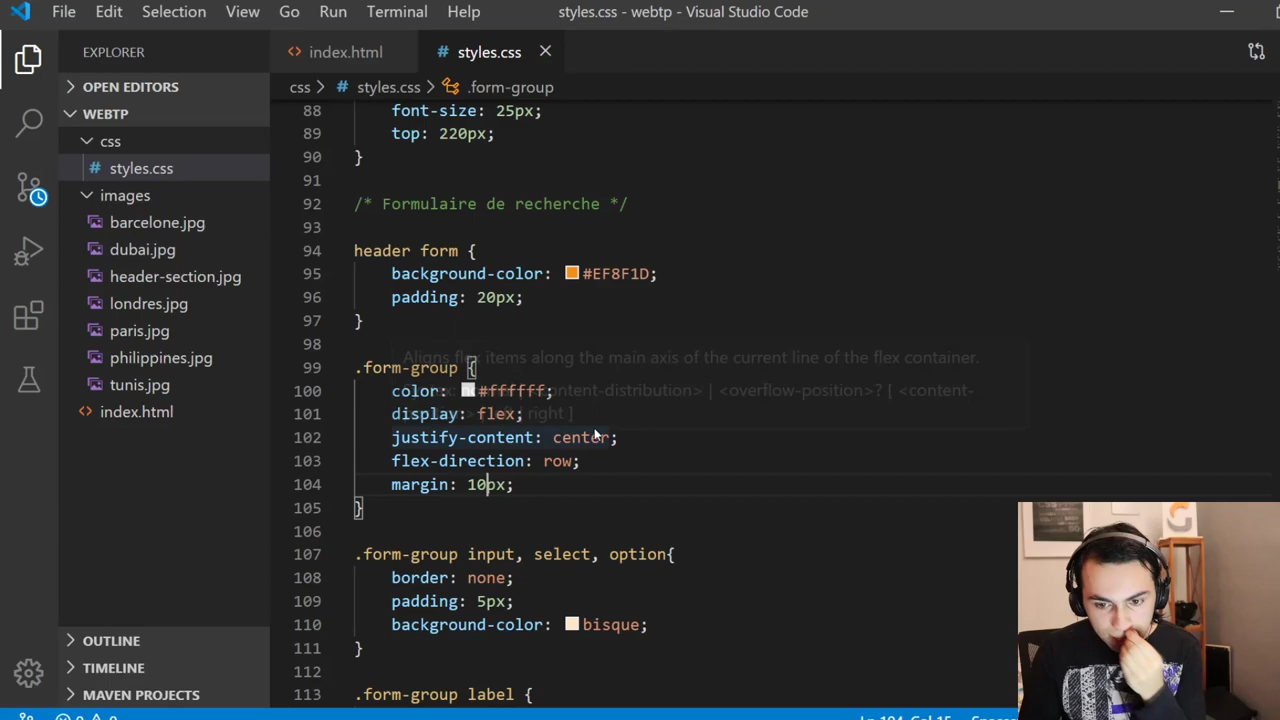 File Edit Selection View Go Run Terminal Help styles.css - webtp - Visual Studio Code
EXPLORER
index.html
styles.css
OPEN EDITORS
WEBTP
css
styles.css
images
barcelone.jpg
dubai.jpg
header-section.jpg
londres.jpg
paris.jpg
philippines.jpg
tunis.jpg
index.html
OUTLINE
TIMELINE
MAVEN PROJECTS
css > styles.css > .form-group
88 font-size: 25px;
89 top: 220px;
90 }
91
92 /* Formulaire de recherche */
93
94 header form {
95 background-color: #EF8F1D;
96 padding: 20px;
97 }
98
Aligns flex items along the main axis of the current line of the flex container.
99 .form-group {
100 color: #ffffff;
<content-distribution> | <overflow-position>? [ <content-
101 display: flex;
| right ]
102 justify-content: center;
103 flex-direction: row;
104 margin: 10px;
105 }
106
107 .form-group input, select, option{
108 border: none;
109 padding: 5px;
110 background-color: bisque;
111 }
112
113 .form-group label {